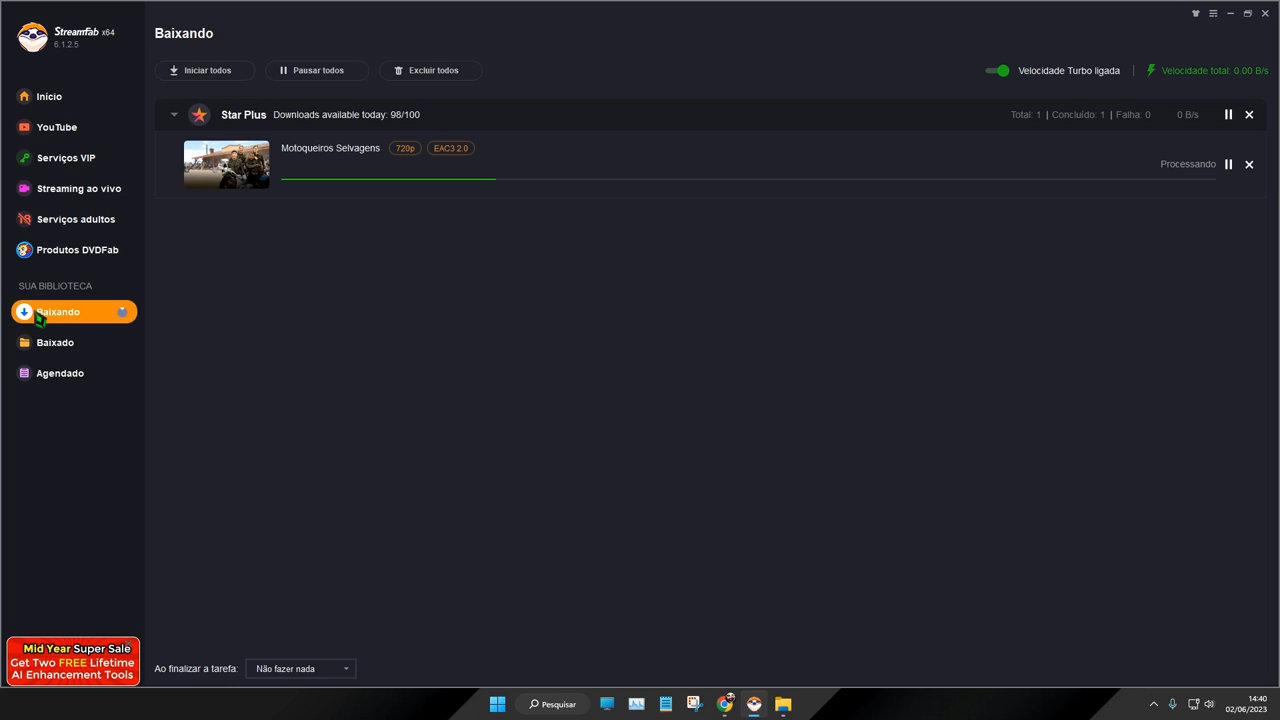 StreamFab x64
6.1.2.5
Início
YouTube
Serviços VIP
Streaming ao vivo
Serviços adultos
Produtos DVDFab
SUA BIBLIOTECA
Baixando
Baixado
Agendado
Mid Year Super Sale
Get Two FREE Lifetime
AI Enhancement Tools
Baixando
Iniciar todos
Pausar todos
Excluir todos
Velocidade Turbo ligada
Velocidade total: 0.00 B/s
Star Plus
Downloads available today: 98/100
Total: 1 | Concluído: 1 | Falha: 0
0 B/s
Motoqueiros Selvagens
720p
EAC3 2.0
Processando
Ao finalizar a tarefa:
Não fazer nada
Pesquisar
14:40
02/06/2023